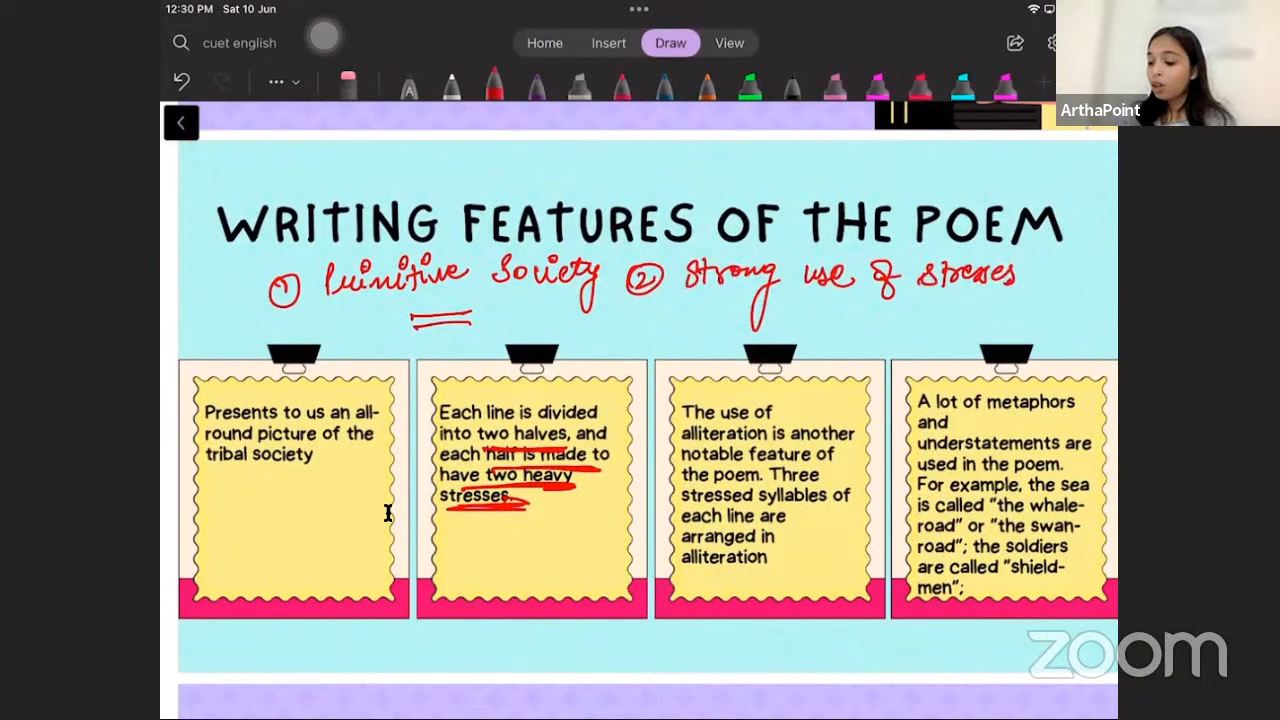 12:30 PM Sat 10 Jun
cuet english
Home Insert Draw View
A
ArthaPoint
WRITING FEATURES OF THE POEM
① Primitive Society ② Strong use of stresses
Presents to us an all-
round picture of the
tribal society
Each line is divided
into two halves, and
each half is made to
have two heavy
stresses.
The use of
alliteration is another
notable feature of
the poem. Three
stressed syllables of
each line are
arranged in
alliteration
A lot of metaphors
and
understatements are
used in the poem.
For example, the sea
is called "the whale-
road" or "the swan-
road"; the soldiers
are called "shield-
men";
zoom